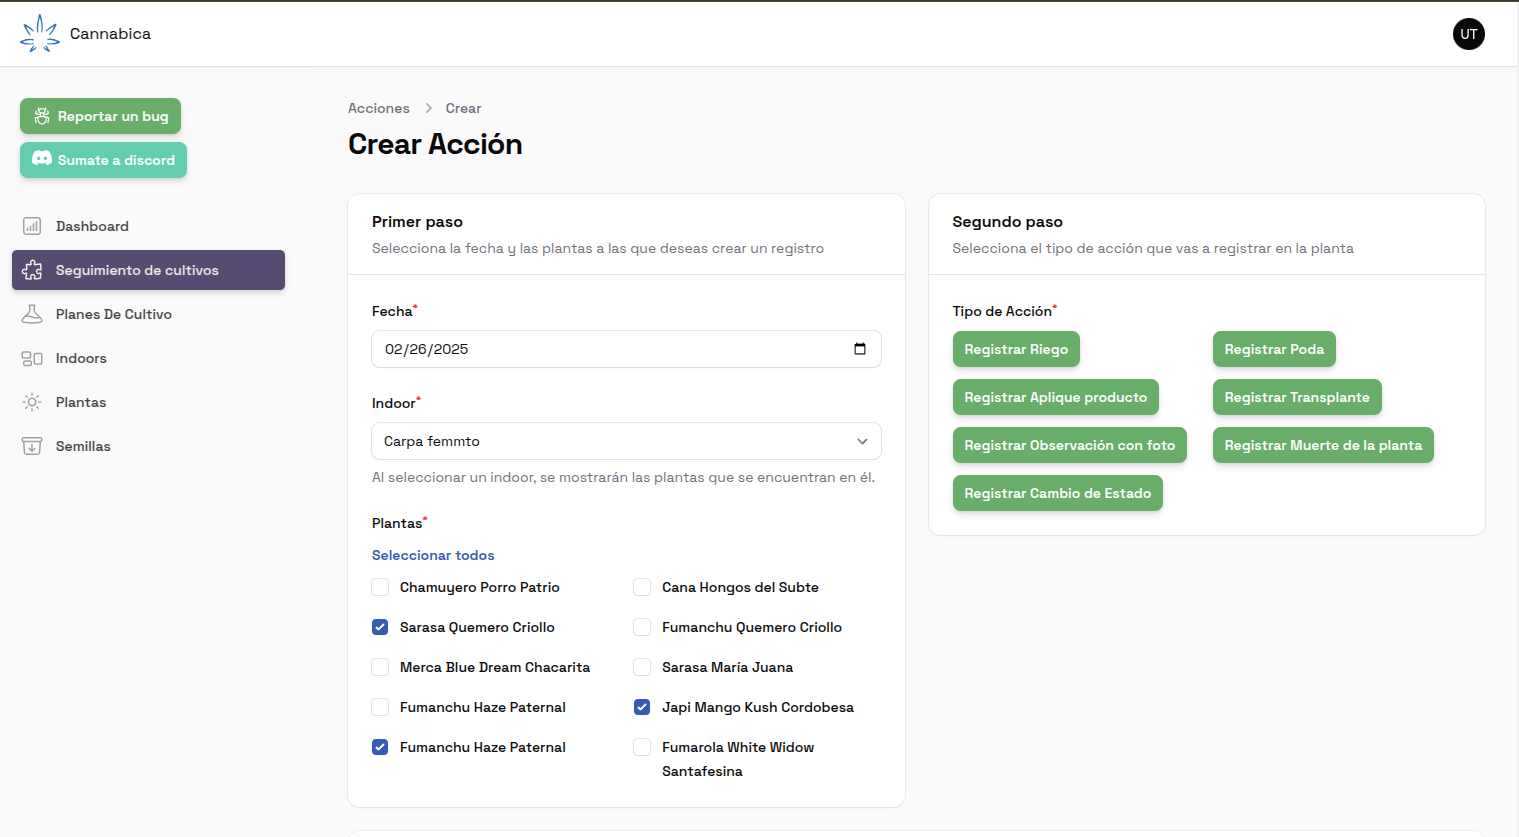 Cannabica
UT
Reportar un bug
Sumate a discord
Dashboard
Seguimiento de cultivos
Planes De Cultivo
Indoors
Plantas
Semillas
Acciones > Crear
Crear Acción
Primer paso
Selecciona la fecha y las plantas a las que deseas crear un registro
Fecha*
02/26/2025
Indoor*
Carpa femmto
Al seleccionar un indoor, se mostrarán las plantas que se encuentran en él.
Plantas*
Seleccionar todos
Chamuyero Porro Patrio
Cana Hongos del Subte
Sarasa Quemero Criollo
Fumanchu Quemero Criollo
Merca Blue Dream Chacarita
Sarasa María Juana
Fumanchu Haze Paternal
Japi Mango Kush Cordobesa
Fumanchu Haze Paternal
Fumarola White Widow
Santafesina
Segundo paso
Selecciona el tipo de acción que vas a registrar en la planta
Tipo de Acción*
Registrar Riego
Registrar Poda
Registrar Aplique producto
Registrar Transplante
Registrar Observación con foto
Registrar Muerte de la planta
Registrar Cambio de Estado